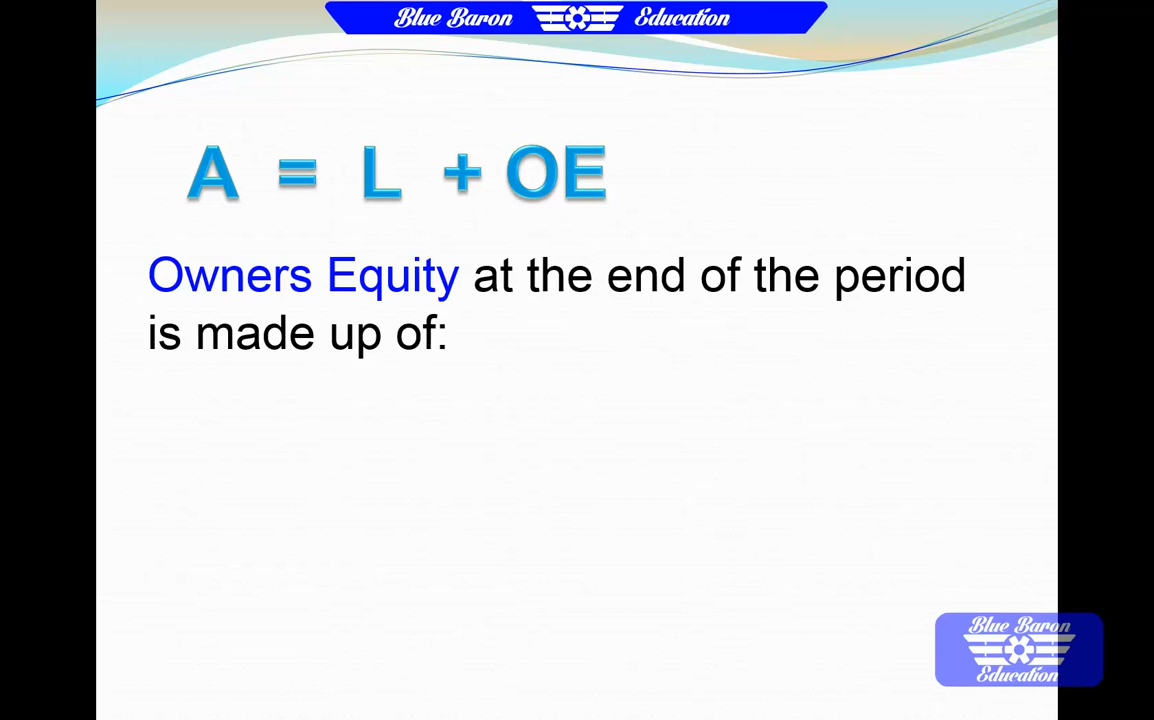 Blue Baron Education
A = L + OE
Owners Equity at the end of the period
is made up of:
Blue Baron
Education